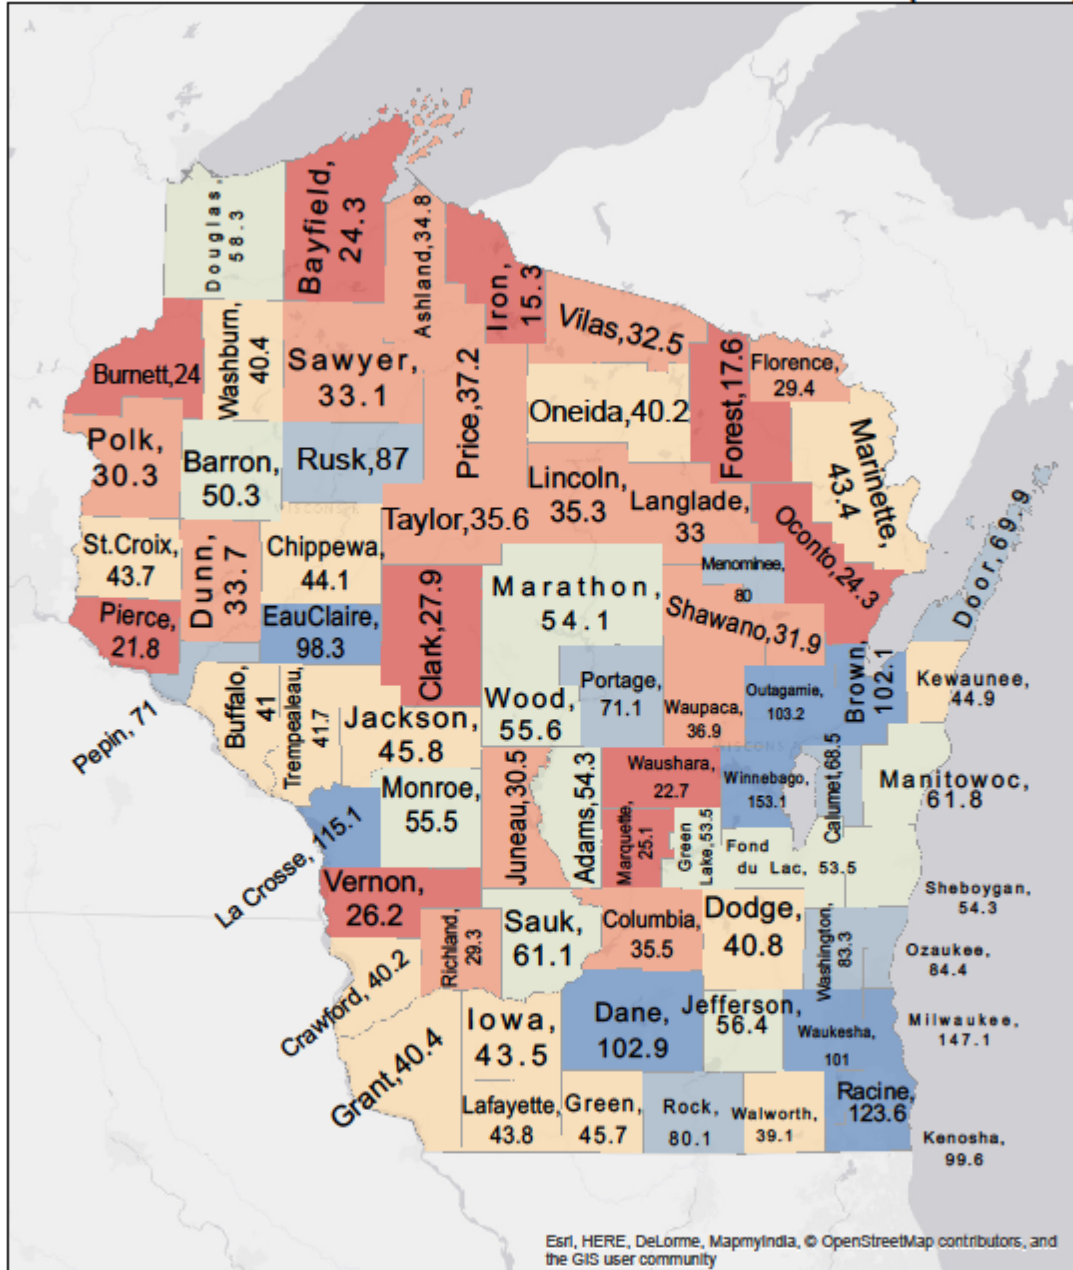 Douglas,
58.3
Bayfield,
24.3
Ashland,34.8
Iron,
15.3
Vilas,32.5
Burnett,24
Washburn,
40.4
Sawyer,
33.1
Price,37.2
Oneida,40.2
Forest,17.6
Florence,
29.4
Marinette,
43.4
Polk,
30.3
Barron,
50.3
Rusk,87
Lincoln,
35.3
Langlade,
33
Taylor,35.6
Oconto,24.3
Door,69.9
St.Croix,
43.7
Dunn,
33.7
Chippewa,
44.1
Clark,27.9
Marathon,
54.1
Menominee,
80
Shawano,31.9
Pierce,
21.8
EauClaire,
98.3
Pepin, 71
Buffalo,
41
Trempealeau,
41.7
Jackson,
45.8
Wood,
55.6
Portage,
71.1
Waupaca,
36.9
WISCONSIN
Outagamie,
103.2
Brown,
102.1
Kewaunee,
44.9
La Crosse, 115.1
Monroe,
55.5
Juneau,30.5
Adams,54.3
Waushara,
22.7
Winnebago,
153.1
Calumet,68.5
Manitowoc,
61.8
Marquette,
25.1
Green
Lake,53.5
Fond
du Lac, 53.5
Sheboygan,
54.3
Vernon,
26.2
Richland,
29.3
Sauk,
61.1
Columbia,
35.5
Dodge,
40.8
Washington,
83.3
Ozaukee,
84.4
Crawford, 40.2
Grant,40.4
Iowa,
43.5
Dane,
102.9
Jefferson,
56.4
Waukesha,
101
Milwaukee,
147.1
Lafayette,
43.8
Green,
45.7
Rock,
80.1
Walworth,
39.1
Racine,
123.6
Kenosha,
99.6
Esri, HERE, DeLorme, MapmyIndia, © OpenStreetMap contributors, and
the GIS user community